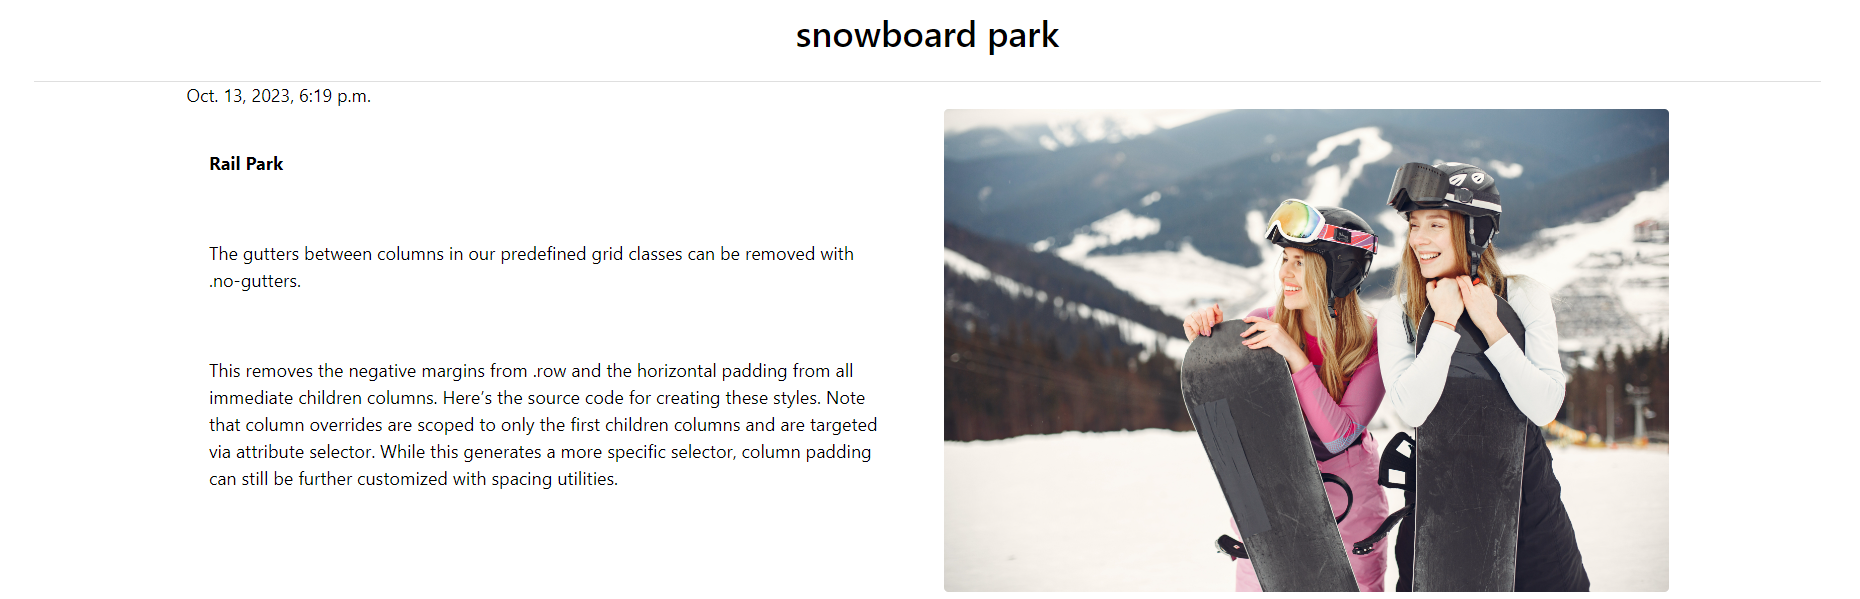 snowboard park
Oct. 13, 2023, 6:19 p.m.
Rail Park
The gutters between columns in our predefined grid classes can be removed with
.no-gutters.
This removes the negative margins from .row and the horizontal padding from all
immediate children columns. Here’s the source code for creating these styles. Note
that column overrides are scoped to only the first children columns and are targeted
via attribute selector. While this generates a more specific selector, column padding
can still be further customized with spacing utilities.